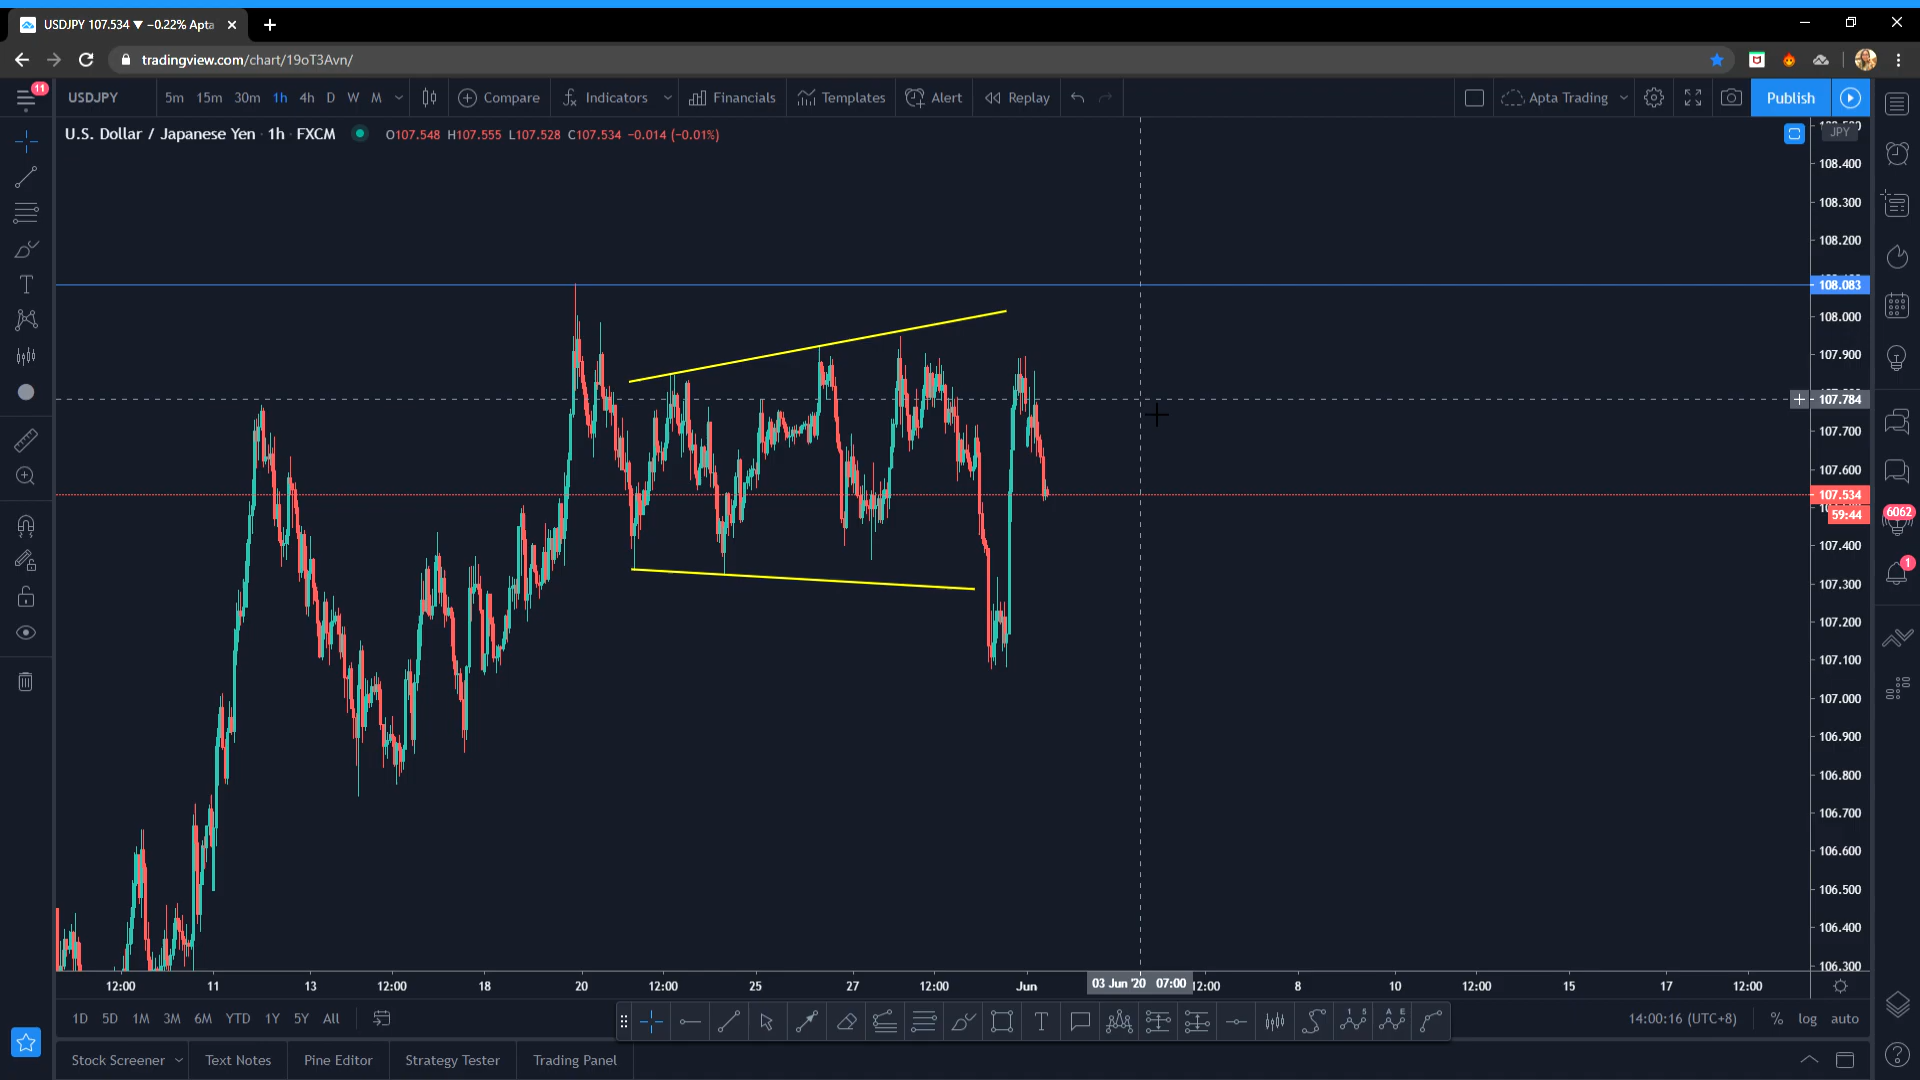 USDJPY 107.534 ▼ −0.22% Apta
tradingview.com/chart/19oT3Avn/
11
USDJPY 5m 15m 30m 1h 4h D W M Compare Indicators Financials Templates Alert Replay Apta Trading Publish
U.S. Dollar / Japanese Yen · 1h · FXCM O107.548 H107.555 L107.528 C107.534 −0.014 (−0.01%)
JPY
108.400
108.300
108.200
108.083
108.000
107.900
107.784
107.700
107.600
107.534
59:44
107.400
107.300
107.200
107.100
107.000
106.900
106.800
106.700
106.600
106.500
106.400
106.300
6062
1
12:00 11 13 12:00 18 20 12:00 25 27 12:00 Jun 03 Jun '20 07:00 12:00 8 10 12:00 15 17 12:00
1D 5D 1M 3M 6M YTD 1Y 5Y All
14:00:16 (UTC+8) % log auto
Stock Screener Text Notes Pine Editor Strategy Tester Trading Panel